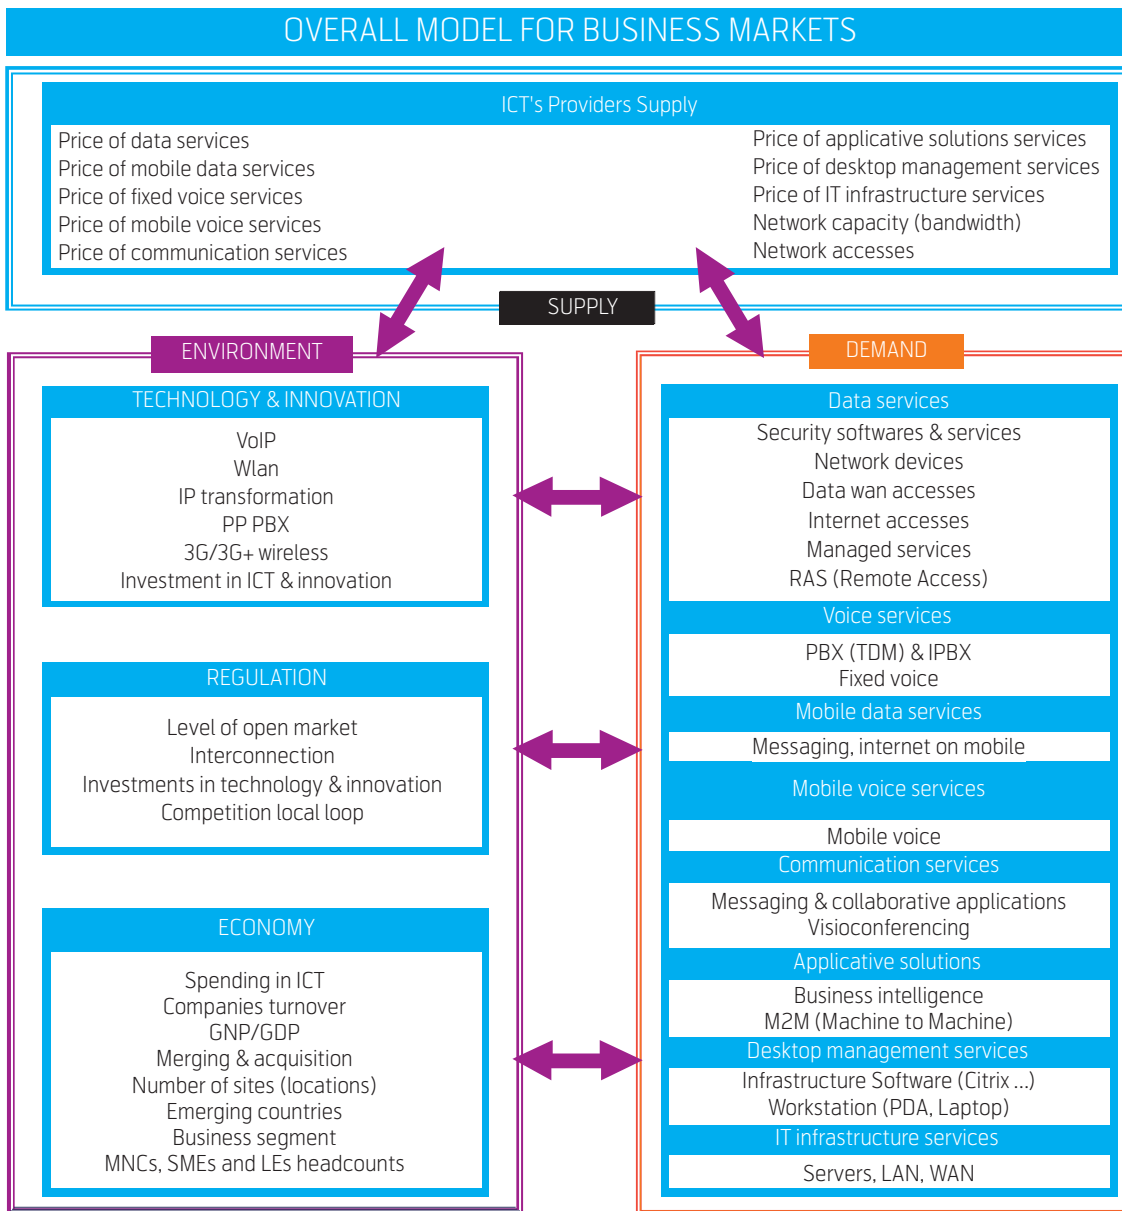 OVERALL MODEL FOR BUSINESS MARKETS
ICT's Providers Supply
Price of data services
Price of mobile data services
Price of fixed voice services
Price of mobile voice services
Price of communication services
Price of applicative solutions services
Price of desktop management services
Price of IT infrastructure services
Network capacity (bandwidth)
Network accesses
SUPPLY
ENVIRONMENT
TECHNOLOGY & INNOVATION
VoIP
Wlan
IP transformation
PP PBX
3G/3G+ wireless
Investment in ICT & innovation
REGULATION
Level of open market
Interconnection
Investments in technology & innovation
Competition local loop
ECONOMY
Spending in ICT
Companies turnover
GNP/GDP
Merging & acquisition
Number of sites (locations)
Emerging countries
Business segment
MNCs, SMEs and LEs headcounts
DEMAND
Data services
Security softwares & services
Network devices
Data wan accesses
Internet accesses
Managed services
RAS (Remote Access)
Voice services
PBX (TDM) & IPBX
Fixed voice
Mobile data services
Messaging, internet on mobile
Mobile voice services
Mobile voice
Communication services
Messaging & collaborative applications
Visioconferencing
Applicative solutions
Business intelligence
M2M (Machine to Machine)
Desktop management services
Infrastructure Software (Citrix ...)
Workstation (PDA, Laptop)
IT infrastructure services
Servers, LAN, WAN